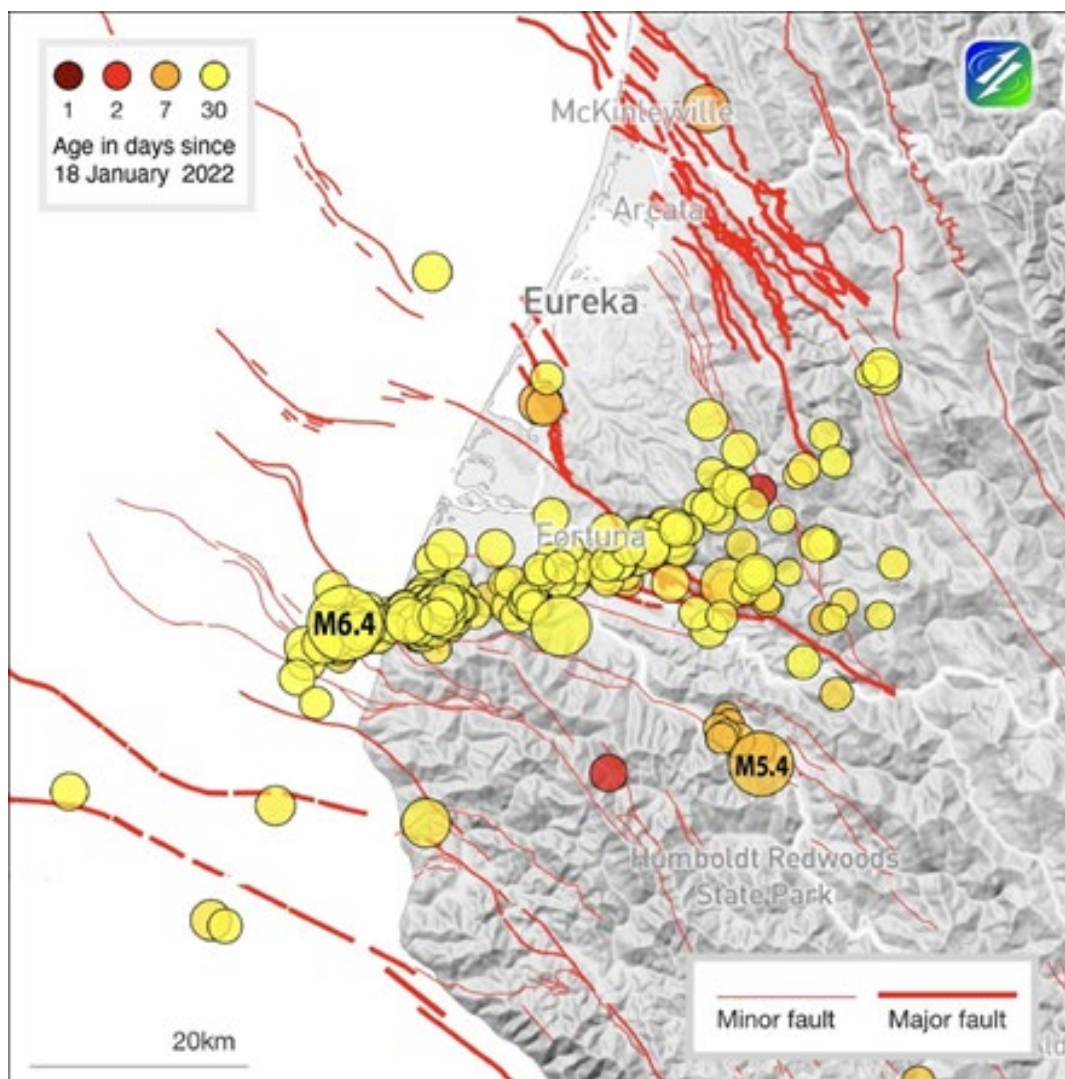 1 2 7 30
Age in days since
18 January 2022
McKinleyville
Arcata
Eureka
Fortuna
M6.4
M5.4
Humboldt Redwoods
State Park
20km
Minor fault Major fault